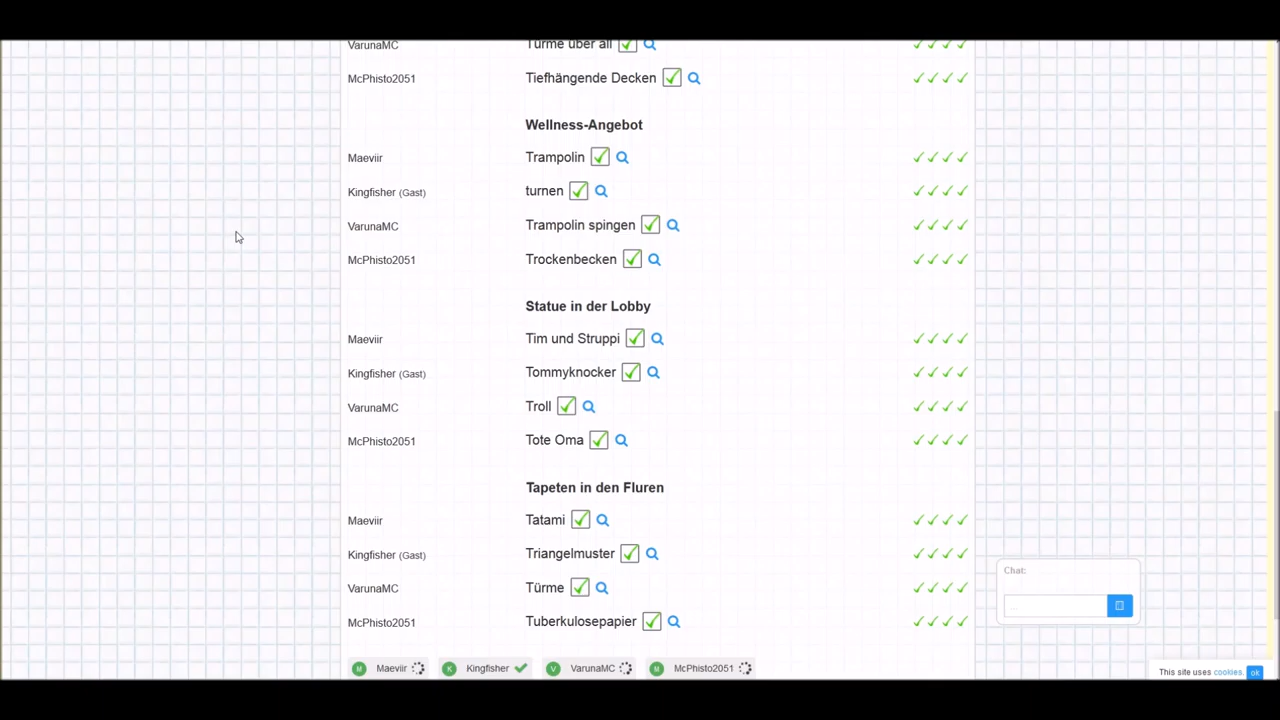 VarunaMC Türme über all
McPhisto2051 Tiefhängende Decken
Wellness-Angebot
Maeviir Trampolin
Kingfisher (Gast) turnen
VarunaMC Trampolin spingen
McPhisto2051 Trockenbecken
Statue in der Lobby
Maeviir Tim und Struppi
Kingfisher (Gast) Tommyknocker
VarunaMC Troll
McPhisto2051 Tote Oma
Tapeten in den Fluren
Maeviir Tatami
Kingfisher (Gast) Triangelmuster
Chat:
VarunaMC Türme
...
McPhisto2051 Tuberkulosepapier
M Maeviir K Kingfisher V VarunaMC M McPhisto2051
This site uses cookies. ok